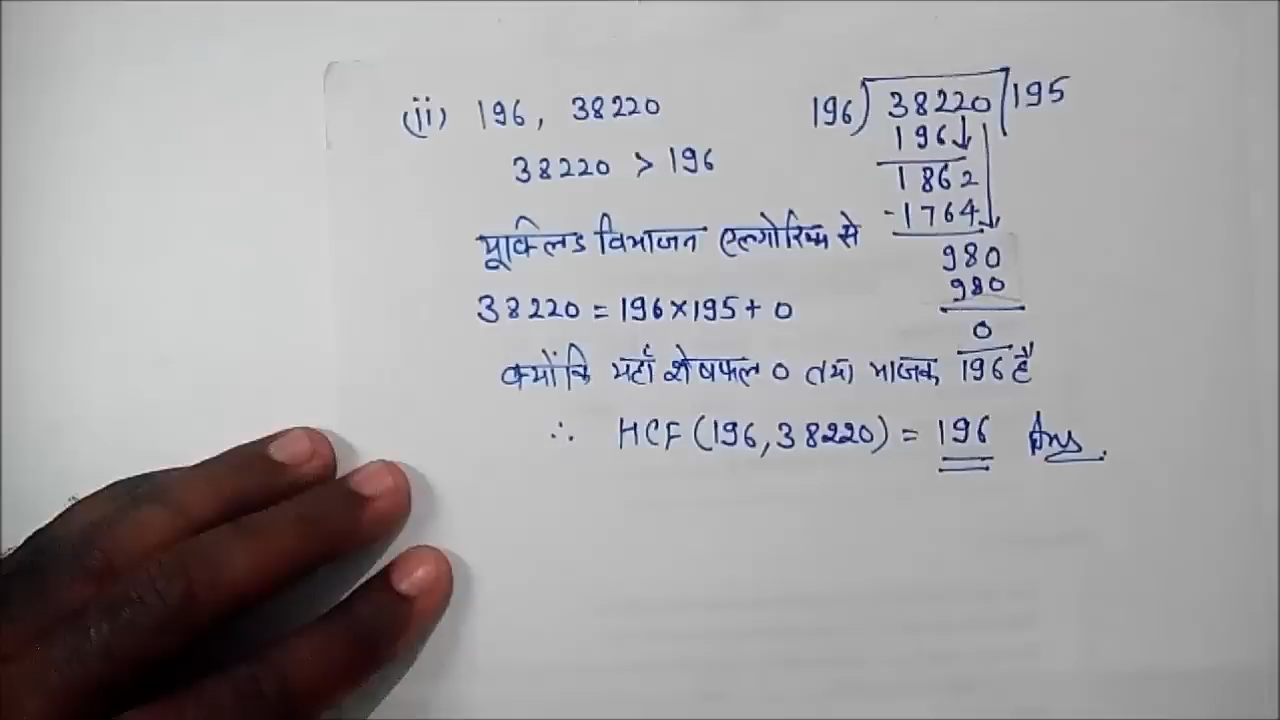 (ii) 196, 38220
38220 > 196
यूक्लिड विभाजन एल्गोरिथ्म से
38220 = 196×195+ 0
क्योंकि यहाँ शेषफल 0 तथा भाजक 196 है
∴ HCF (196, 38220) = 196 Ans.
196) 38220 (195
196↓
1862
-1764↓
980
980
0